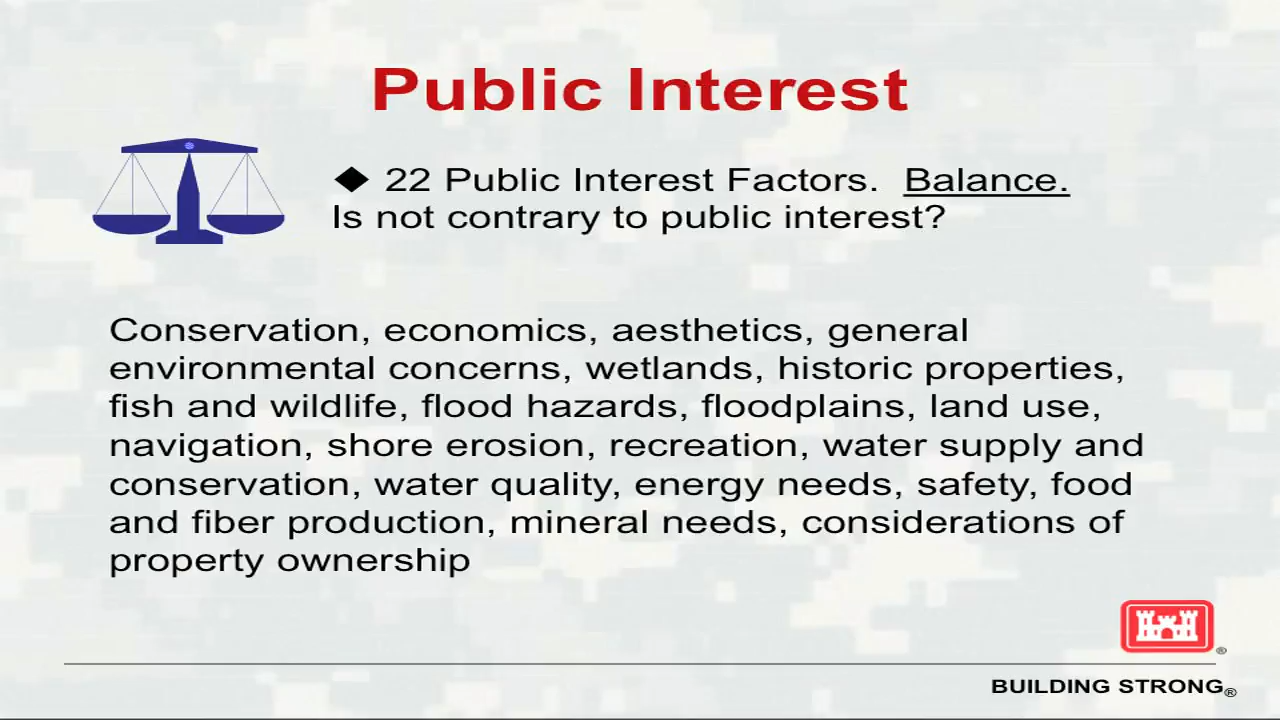 Public Interest
◆ 22 Public Interest Factors. Balance.
Is not contrary to public interest?
Conservation, economics, aesthetics, general
environmental concerns, wetlands, historic properties,
fish and wildlife, flood hazards, floodplains, land use,
navigation, shore erosion, recreation, water supply and
conservation, water quality, energy needs, safety, food
and fiber production, mineral needs, considerations of
property ownership
®
BUILDING STRONG®